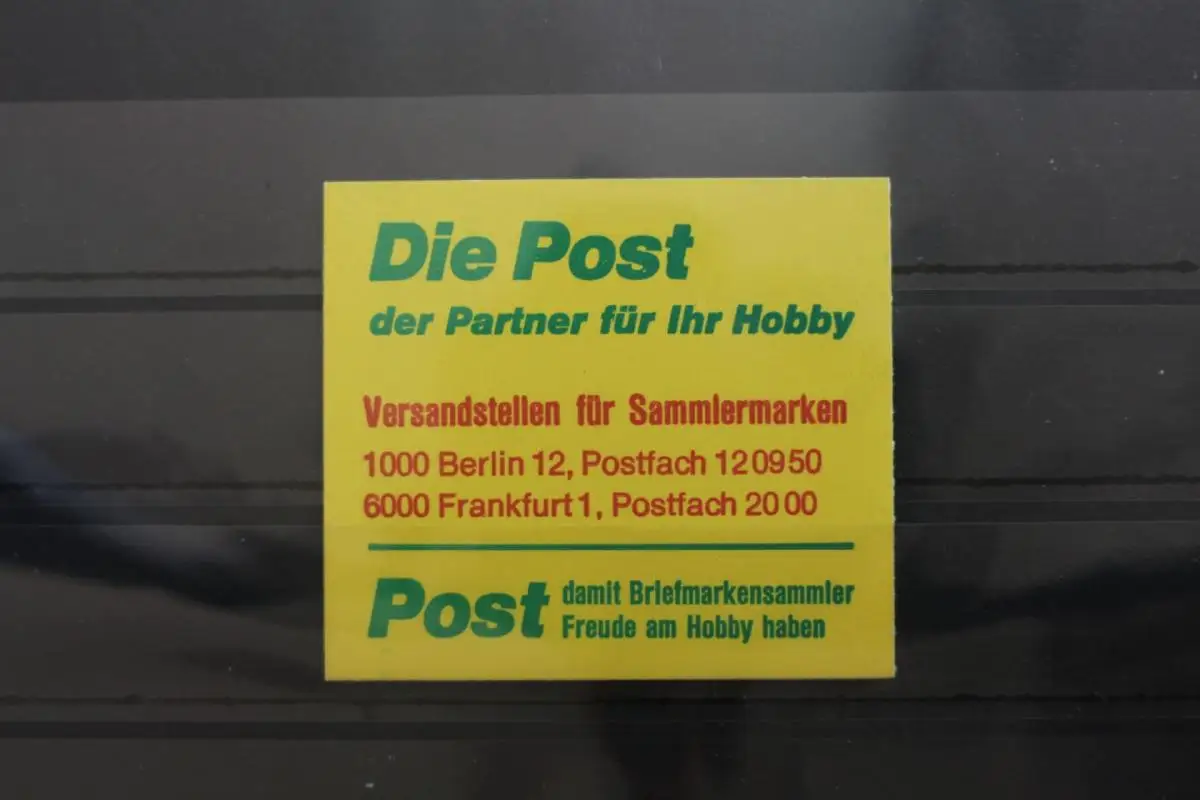 Die Post
der Partner für Ihr Hobby
Versandstellen für Sammlermarken
1000 Berlin 12, Postfach 120950
6000 Frankfurt 1, Postfach 2000
Post
damit Briefmarkensammler
Freude am Hobby haben